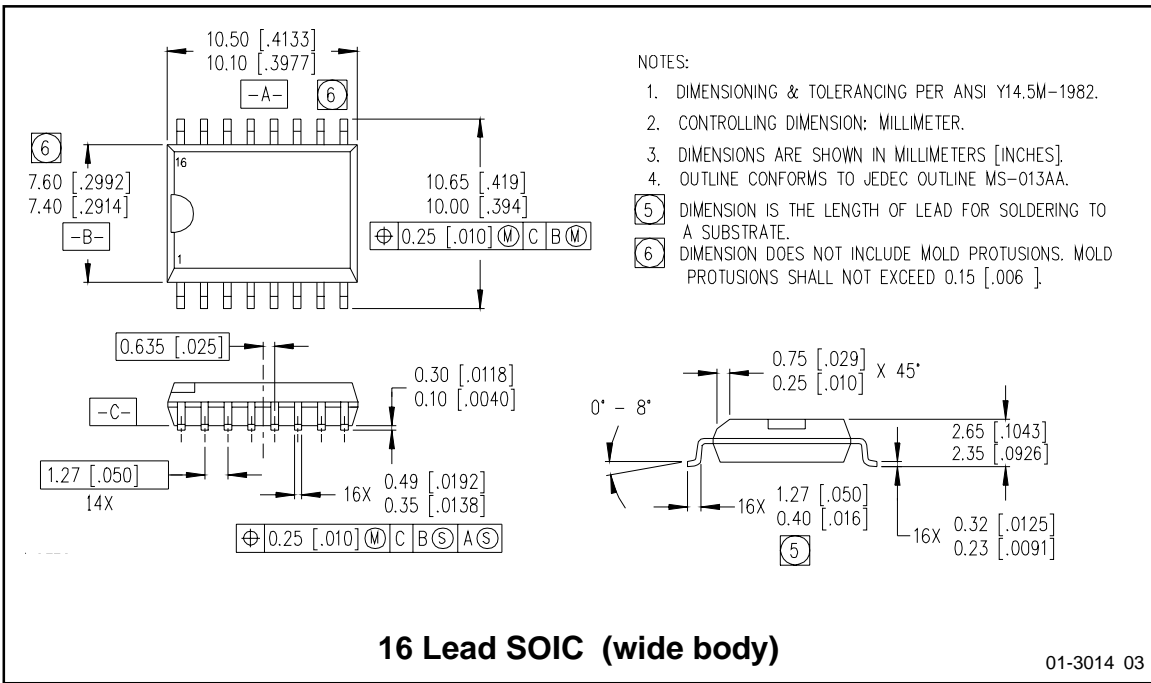 10.50 [.4133]
10.10 [.3977]
-A- 6
6
7.60 [.2992]
7.40 [.2914]
-B-
16
1
10.65 [.419]
10.00 [.394]
⌖ 0.25 [.010] Ⓜ C B Ⓜ
NOTES:
1. DIMENSIONING & TOLERANCING PER ANSI Y14.5M-1982.
2. CONTROLLING DIMENSION: MILLIMETER.
3. DIMENSIONS ARE SHOWN IN MILLIMETERS [INCHES].
4. OUTLINE CONFORMS TO JEDEC OUTLINE MS-013AA.
5 DIMENSION IS THE LENGTH OF LEAD FOR SOLDERING TO
A SUBSTRATE.
6 DIMENSION DOES NOT INCLUDE MOLD PROTUSIONS. MOLD
PROTUSIONS SHALL NOT EXCEED 0.15 [.006 ].
0.635 [.025]
0.30 [.0118]
0.10 [.0040]
-C-
1.27 [.050]
14X
16X 0.49 [.0192]
0.35 [.0138]
⌖ 0.25 [.010] Ⓜ C B Ⓢ A Ⓢ
0.75 [.029]
0.25 [.010] X 45°
0° - 8°
2.65 [.1043]
2.35 [.0926]
16X 1.27 [.050]
0.40 [.016]
5
16X 0.32 [.0125]
0.23 [.0091]
16 Lead SOIC (wide body)
01-3014 03